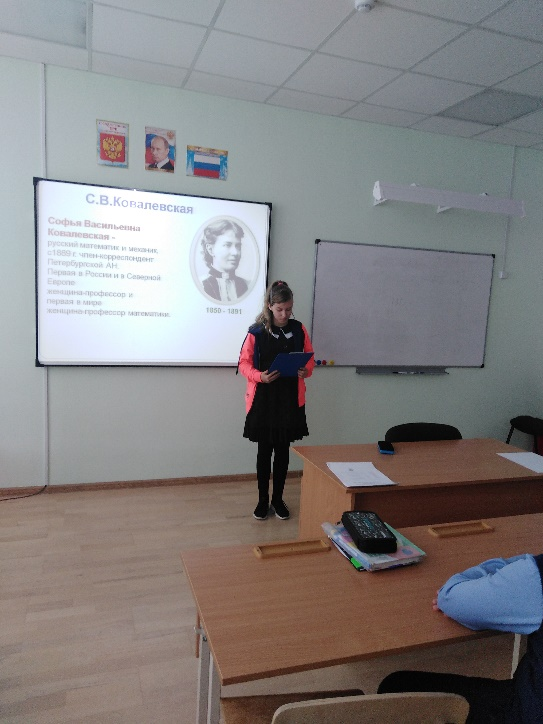 С.В.Ковалевская
Софья Васильевна
Ковалевская -
русский математик и механик,
с1889 г. член-корреспондент
Петербургской АН.
Первая в России и в Северной
Европе
женщина-профессор и
первая в мире
женщина-профессор математики.
1850 - 1891